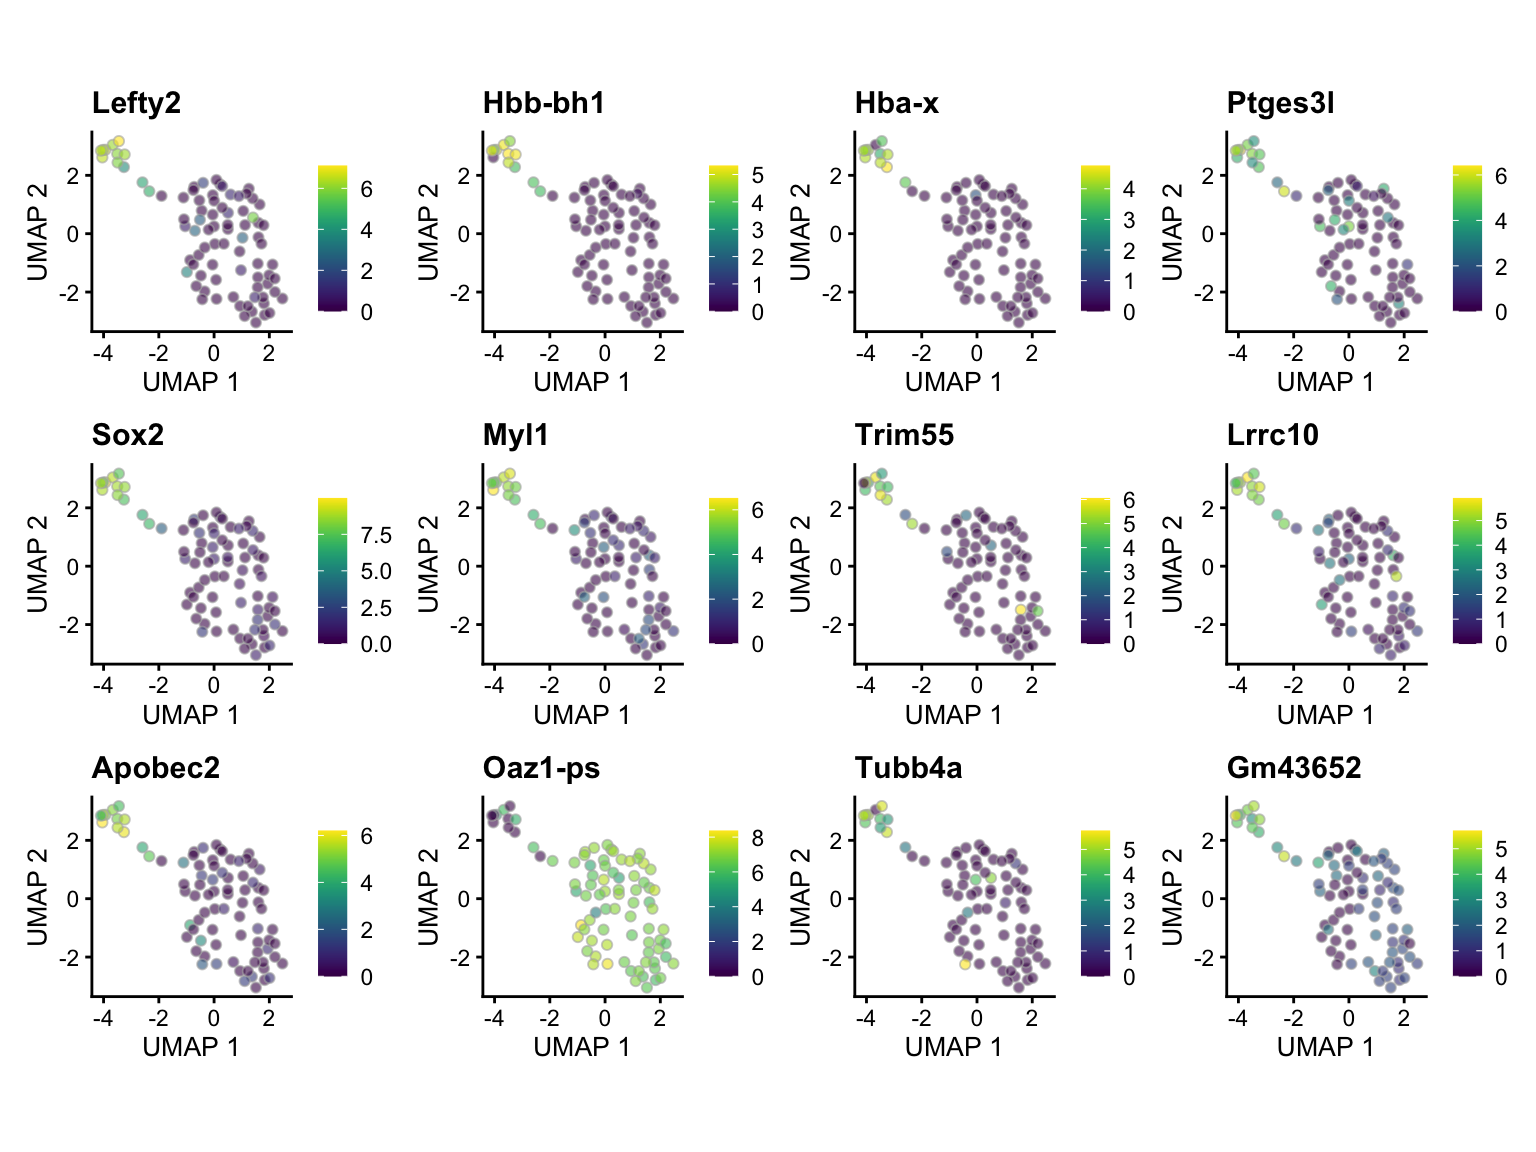 Lefty2 Hbb-bh1 Hba-x Ptges3l
UMAP 2 2 0 -2 6 4 2 0 UMAP 2 2 0 -2 5 4 3 2 1 0 UMAP 2 2 0 -2 4 3 2 1 0 UMAP 2 2 0 -2 6 4 2 0
-4 -2 0 2 -4 -2 0 2 -4 -2 0 2 -4 -2 0 2
UMAP 1 UMAP 1 UMAP 1 UMAP 1
Sox2 Myl1 Trim55 Lrrc10
UMAP 2 2 0 -2 7.5 5.0 2.5 0.0 UMAP 2 2 0 -2 6 4 2 0 UMAP 2 2 0 -2 6 5 4 3 2 1 0 UMAP 2 2 0 -2 5 4 3 2 1 0
-4 -2 0 2 -4 -2 0 2 -4 -2 0 2 -4 -2 0 2
UMAP 1 UMAP 1 UMAP 1 UMAP 1
Apobec2 Oaz1-ps Tubb4a Gm43652
UMAP 2 2 0 -2 6 4 2 0 UMAP 2 2 0 -2 8 6 4 2 0 UMAP 2 2 0 -2 5 4 3 2 1 0 UMAP 2 2 0 -2 5 4 3 2 1 0
-4 -2 0 2 -4 -2 0 2 -4 -2 0 2 -4 -2 0 2
UMAP 1 UMAP 1 UMAP 1 UMAP 1